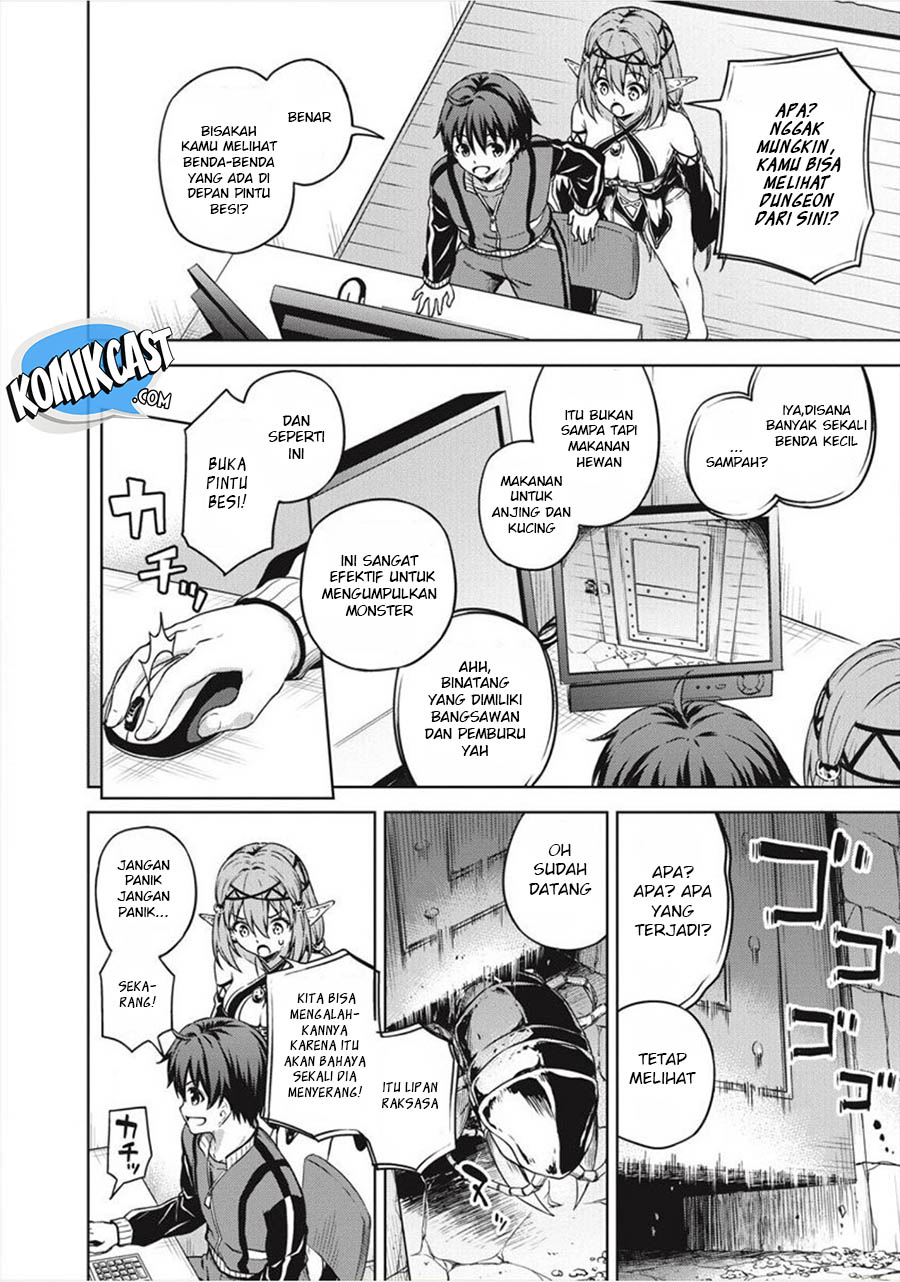 APA?
NGGAK
MUNGKIN,
KAMU BISA
MELIHAT
DUNGEON
DARI SINI?
BENAR
BISAKAH
KAMU MELIHAT
BENDA-BENDA
YANG ADA DI
DEPAN PINTU
BESI?
KOMIKCAST
.COM
IYA,DISANA
BANYAK SEKALI
BENDA KECIL
...
SAMPAH?
ITU BUKAN
SAMPA TAPI
MAKANAN
HEWAN
MAKANAN
UNTUK
ANJING DAN
KUCING
AHH,
BINATANG
YANG DIMILIKI
BANGSAWAN
DAN PEMBURU
YAH
INI SANGAT
EFEKTIF UNTUK
MENGUMPULKAN
MONSTER
DAN
SEPERTI
INI
BUKA
PINTU
BESI!
カチッ
APA?
APA? APA
YANG
TERJADI?
TETAP
MELIHAT
ゴゴゴゴ
OH
SUDAH
DATANG
ITU LIPAN
RAKSASA
KITA BISA
MENGALAH-
KANNYA
KARENA ITU
AKAN BAHAYA
SEKALI DIA
MENYERANG!
JANGAN
PANIK
JANGAN
PANIK...
SEKA-
RANG!
カチッ